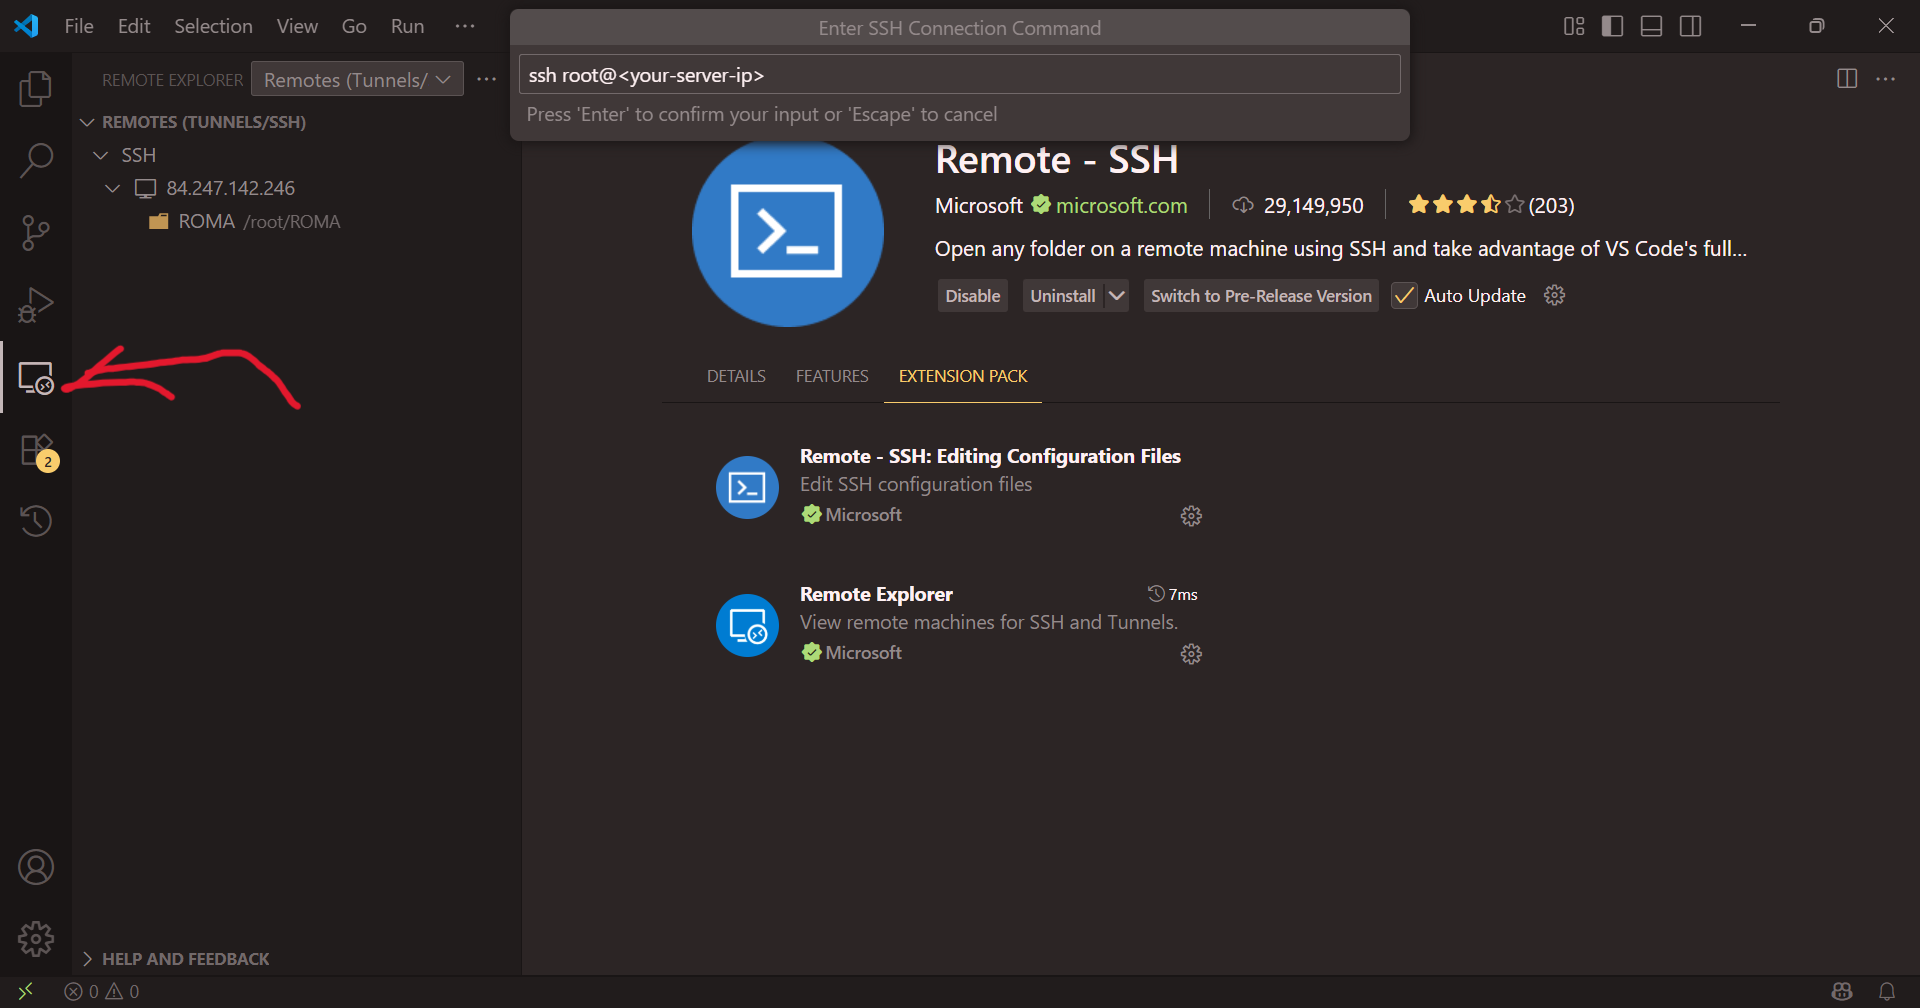 File Edit Selection View Go Run ···
Enter SSH Connection Command
ssh root@<your-server-ip>
Press 'Enter' to confirm your input or 'Escape' to cancel
REMOTE EXPLORER Remotes (Tunnels/ ···
REMOTES (TUNNELS/SSH)
SSH
84.247.142.246
ROMA /root/ROMA
2
HELP AND FEEDBACK
0 0
Remote - SSH
Microsoft microsoft.com 29,149,950 (203)
Open any folder on a remote machine using SSH and take advantage of VS Code's full...
Disable Uninstall Switch to Pre-Release Version Auto Update
DETAILS FEATURES EXTENSION PACK
Remote - SSH: Editing Configuration Files
Edit SSH configuration files
Microsoft
Remote Explorer 7ms
View remote machines for SSH and Tunnels.
Microsoft